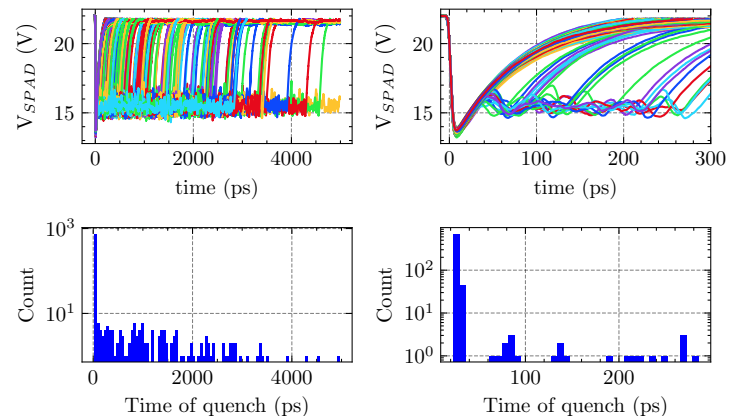 V_SPAD (V)
20
15
0
2000
4000
time (ps)
V_SPAD (V)
20
15
0
100
200
300
time (ps)
Count
10^3
10^1
0
2000
4000
Time of quench (ps)
Count
10^2
10^1
10^0
100
200
Time of quench (ps)